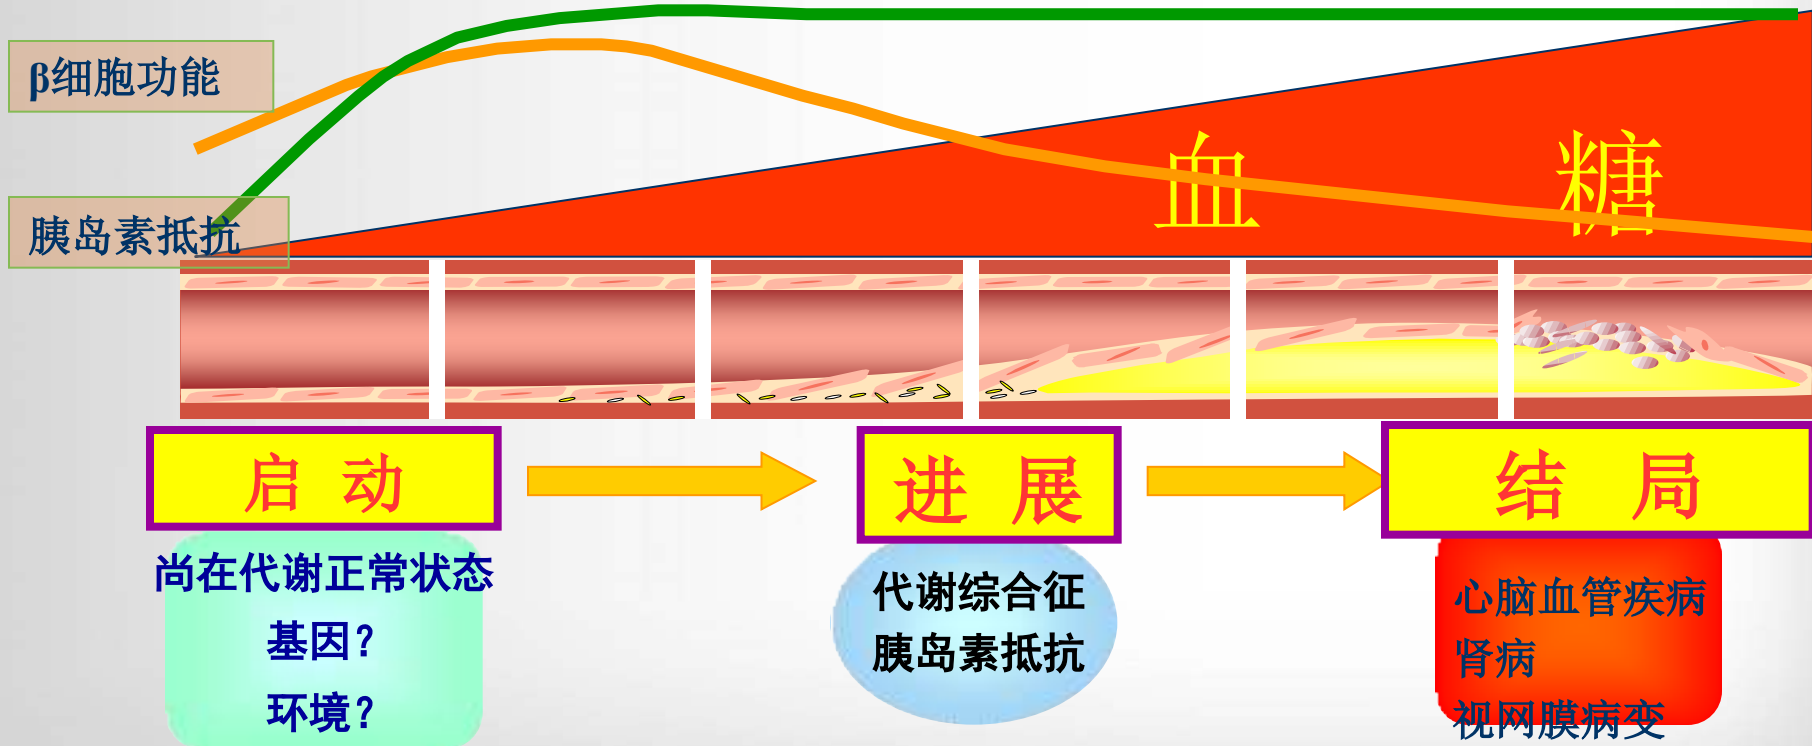 β细胞功能
血 糖
胰岛素抵抗
启 动
进 展
结 局
尚在代谢正常状态
基因？
环境？
代谢综合征
胰岛素抵抗
心脑血管疾病
肾病
视网膜病变